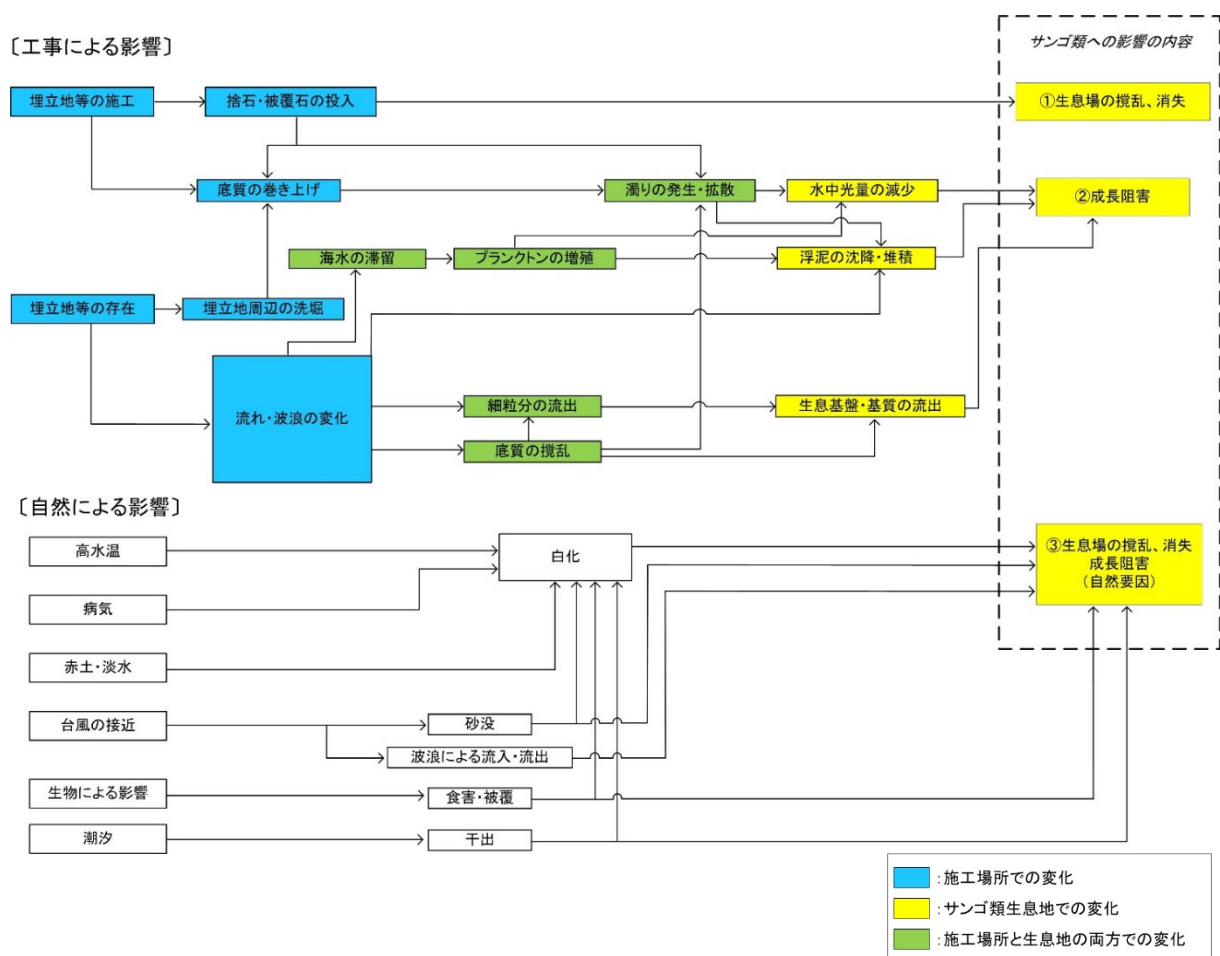 〔工事による影響〕
サンゴ類への影響の内容
埋立地等の施工
捨石・被覆石の投入
①生息場の撹乱、消失
底質の巻き上げ
濁りの発生・拡散
水中光量の減少
②成長阻害
海水の滞留
プランクトンの増殖
浮泥の沈降・堆積
埋立地等の存在
埋立地周辺の洗堀
流れ・波浪の変化
細粒分の流出
生息基盤・基質の流出
底質の撹乱
〔自然による影響〕
高水温
白化
③生息場の撹乱、消失
成長阻害
（自然要因）
病気
赤土・淡水
台風の接近
砂没
波浪による流入・流出
生物による影響
食害・被覆
潮汐
干出
：施工場所での変化
：サンゴ類生息地での変化
：施工場所と生息地の両方での変化